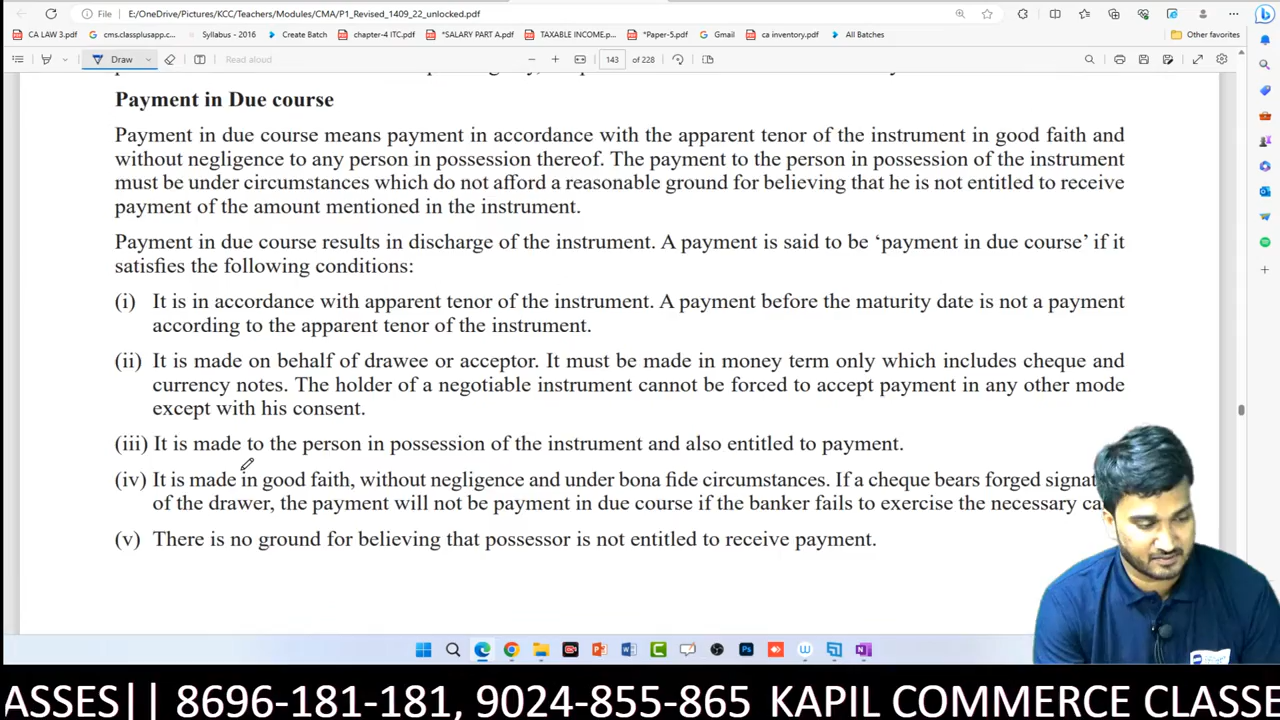 File
E:/OneDrive/Pictures/KCC/Teachers/Modules/CMA/P1_Revised_1409_22_unlocked.pdf
CA LAW 3.pdf
cms.classplusapp.c...
Syllabus - 2016
Create Batch
chapter-4 ITC.pdf
*SALARY PART A.pdf
TAXABLE INCOME.p...
*Paper-5.pdf
Gmail
ca inventory.pdf
All Batches
Other favorites
Draw
Read aloud
143 of 228
Payment in Due course
Payment in due course means payment in accordance with the apparent tenor of the instrument in good faith and
without negligence to any person in possession thereof. The payment to the person in possession of the instrument
must be under circumstances which do not afford a reasonable ground for believing that he is not entitled to receive
payment of the amount mentioned in the instrument.
Payment in due course results in discharge of the instrument. A payment is said to be ‘payment in due course’ if it
satisfies the following conditions:
(i) It is in accordance with apparent tenor of the instrument. A payment before the maturity date is not a payment
according to the apparent tenor of the instrument.
(ii) It is made on behalf of drawee or acceptor. It must be made in money term only which includes cheque and
currency notes. The holder of a negotiable instrument cannot be forced to accept payment in any other mode
except with his consent.
(iii) It is made to the person in possession of the instrument and also entitled to payment.
(iv) It is made in good faith, without negligence and under bona fide circumstances. If a cheque bears forged signat
of the drawer, the payment will not be payment in due course if the banker fails to exercise the necessary ca
(v) There is no ground for believing that possessor is not entitled to receive payment.
ASSES|| 8696-181-181, 9024-855-865 KAPIL COMMERCE CLASSE